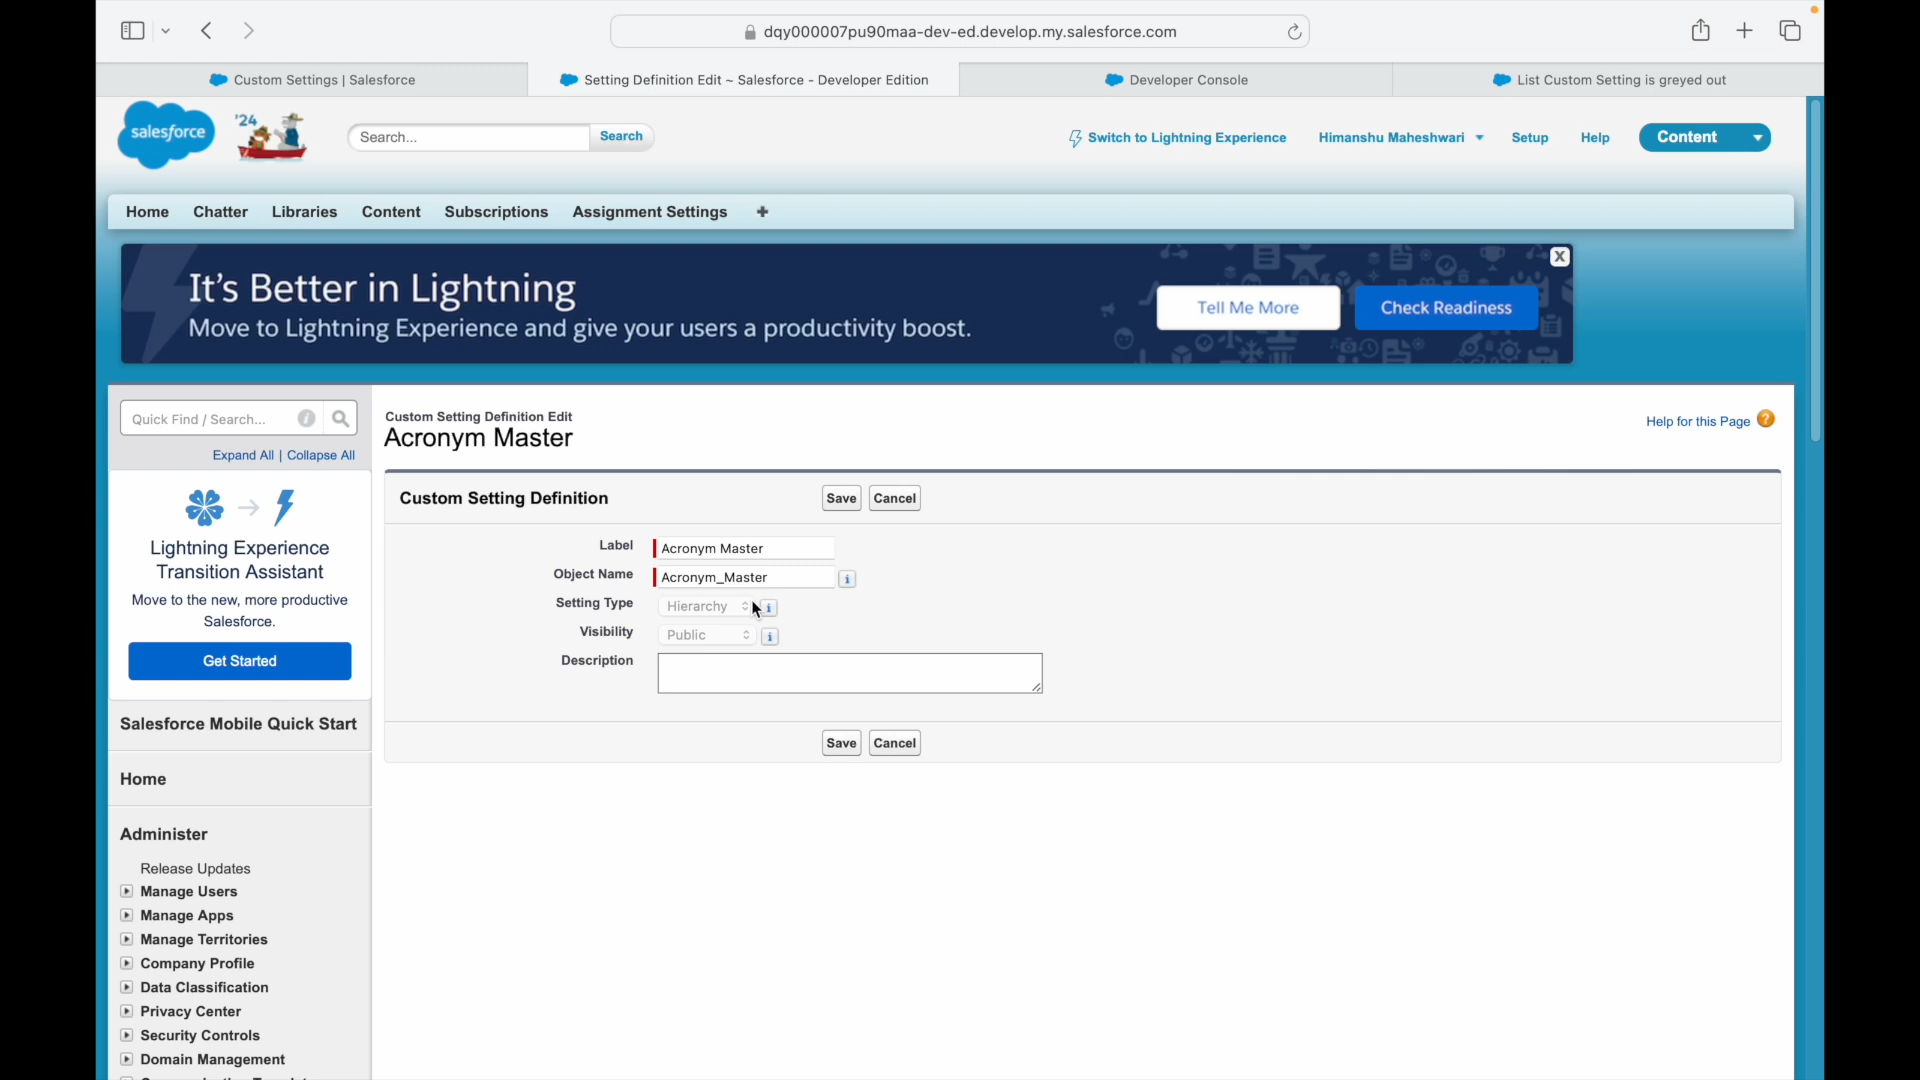 dqy000007pu90maa-dev-ed.develop.my.salesforce.com
Custom Settings | Salesforce
Setting Definition Edit ~ Salesforce - Developer Edition
Developer Console
List Custom Setting is greyed out
salesforce
'24
Search...
Search
Switch to Lightning Experience
Himanshu Maheshwari
Setup
Help
Content
Home
Chatter
Libraries
Content
Subscriptions
Assignment Settings
+
It's Better in Lightning
Move to Lightning Experience and give your users a productivity boost.
Tell Me More
Check Readiness
X
Quick Find / Search...
Expand All | Collapse All
Lightning Experience
Transition Assistant
Move to the new, more productive
Salesforce.
Get Started
Salesforce Mobile Quick Start
Home
Administer
Release Updates
Manage Users
Manage Apps
Manage Territories
Company Profile
Data Classification
Privacy Center
Security Controls
Domain Management
Custom Setting Definition Edit
Acronym Master
Help for this Page
Custom Setting Definition
Save
Cancel
Label
Acronym Master
Object Name
Acronym_Master
Setting Type
Hierarchy
Visibility
Public
Description
Save
Cancel